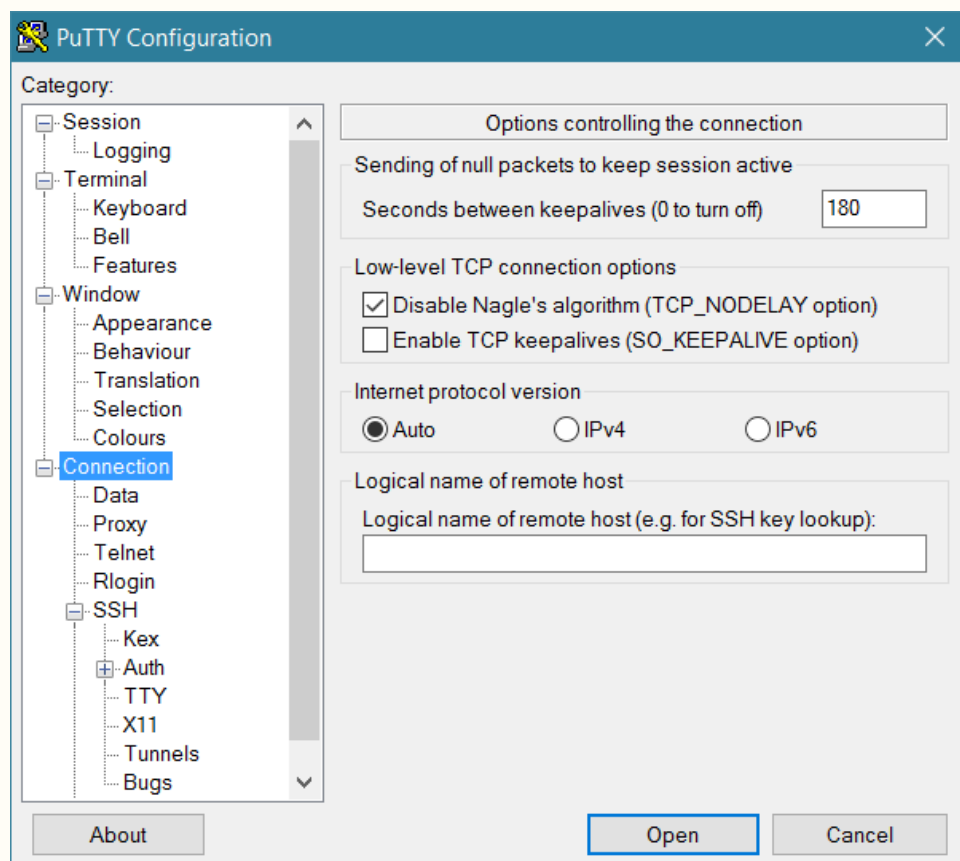 PuTTY Configuration
Category:
Session
Logging
Terminal
Keyboard
Bell
Features
Window
Appearance
Behaviour
Translation
Selection
Colours
Connection
Data
Proxy
Telnet
Rlogin
SSH
Kex
Auth
TTY
X11
Tunnels
Bugs
Options controlling the connection
Sending of null packets to keep session active
Seconds between keepalives (0 to turn off) 180
Low-level TCP connection options
Disable Nagle's algorithm (TCP_NODELAY option)
Enable TCP keepalives (SO_KEEPALIVE option)
Internet protocol version
Auto IPv4 IPv6
Logical name of remote host
Logical name of remote host (e.g. for SSH key lookup):
About Open Cancel